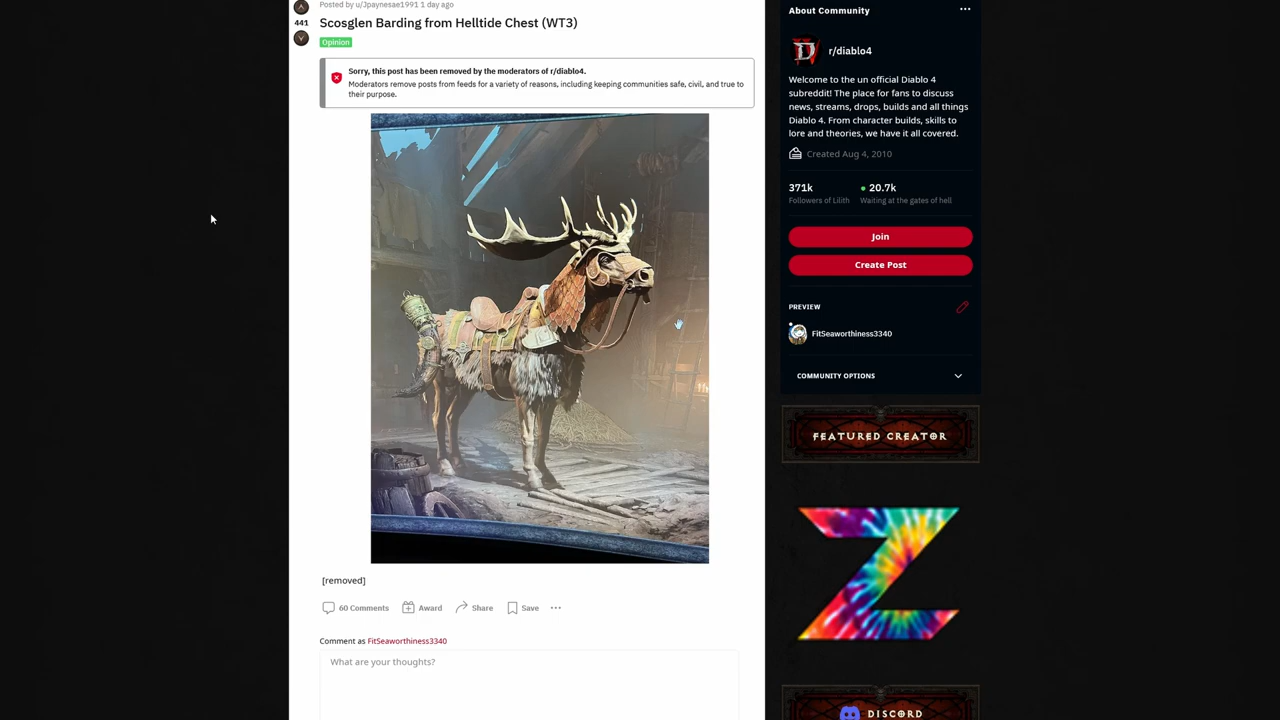 Posted by u/Jpaynesae1991 1 day ago
441
Scosglen Barding from Helltide Chest (WT3)
Opinion
Sorry, this post has been removed by the moderators of r/diablo4.
Moderators remove posts from feeds for a variety of reasons, including keeping communities safe, civil, and true to
their purpose.
[removed]
60 Comments
Award
Share
Save
Comment as FitSeaworthiness3340
What are your thoughts?
About Community
r/diablo4
Welcome to the un official Diablo 4
subreddit! The place for fans to discuss
news, streams, drops, builds and all things
Diablo 4. From character builds, skills to
lore and theories, we have it all covered.
Created Aug 4, 2010
371k
20.7k
Followers of Lilith
Waiting at the gates of hell
Join
Create Post
PREVIEW
FitSeaworthiness3340
COMMUNITY OPTIONS
FEATURED CREATOR
Z
DISCORD